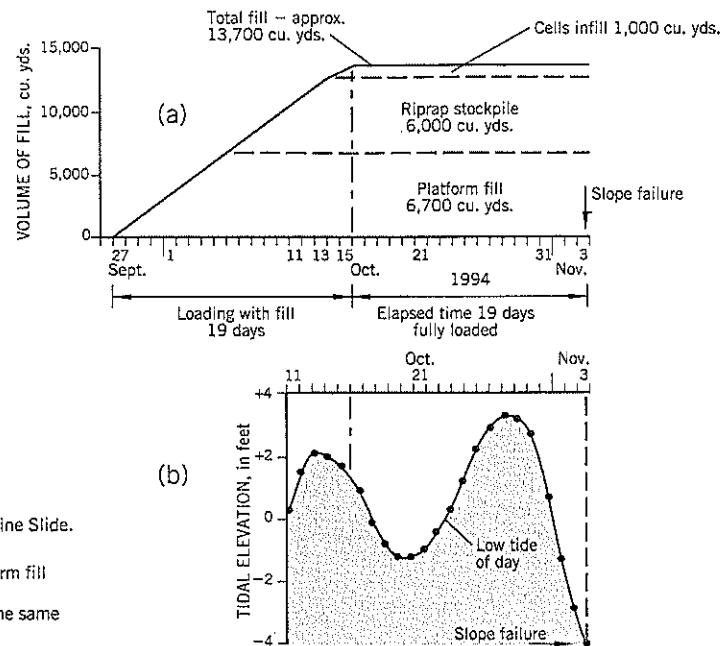 Total fill – approx.
13,700 cu. yds.
Cells infill 1,000 cu. yds.
VOLUME OF FILL, cu. yds.
15,000
10,000
5,000
0
(a)
Riprap stockpile
6,000 cu. yds.
Platform fill
6,700 cu. yds.
Slope failure
27 1 11 13 15 21 31 3
Sept. Oct. Nov.
1994
Loading with fill
19 days
Elapsed time 19 days
fully loaded
Oct. Nov.
11 21 3
(b)
TIDAL ELEVATION, in feet
+4
+2
0
−2
−4
Low tide
of day
Slope failure
ine Slide.
rm fill
ne same